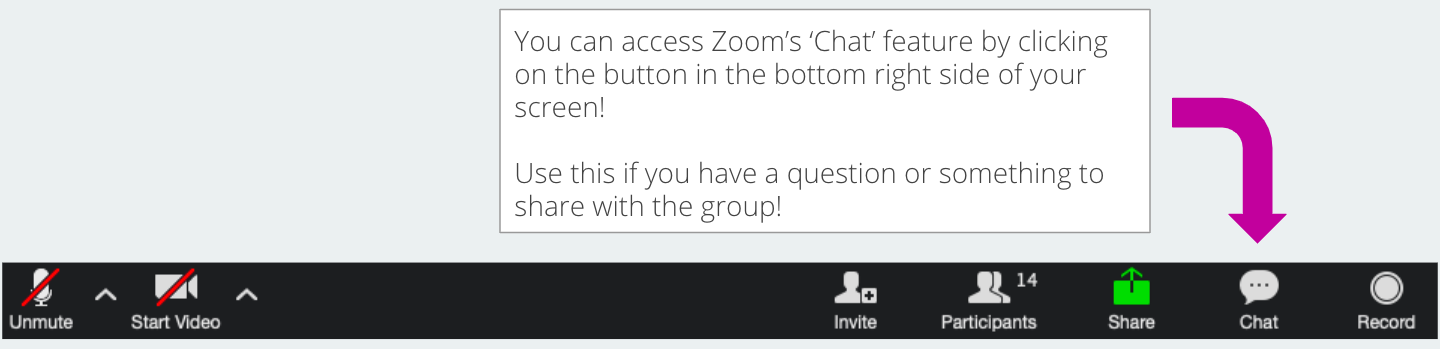 You can access Zoom’s ‘Chat’ feature by clicking
on the button in the bottom right side of your
screen!
Use this if you have a question or something to
share with the group!
14
Unmute
Start Video
Invite
Participants
Share
Chat
Record